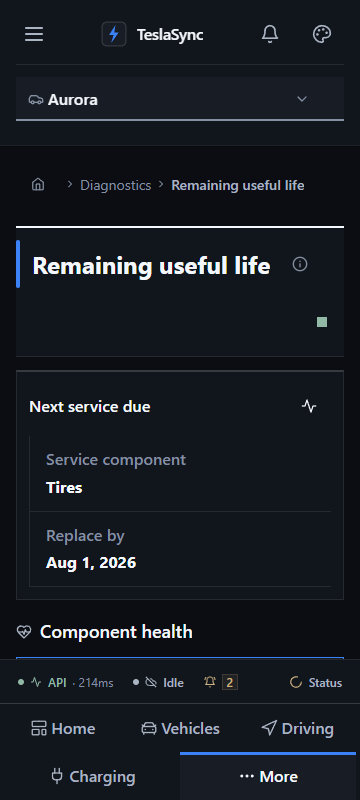 TeslaSync
Aurora
Diagnostics Remaining useful life
Remaining useful life
Next service due
Service component
Tires
Replace by
Aug 1, 2026
Component health
API · 214ms Idle 2 Status
Home Vehicles Driving
Charging More